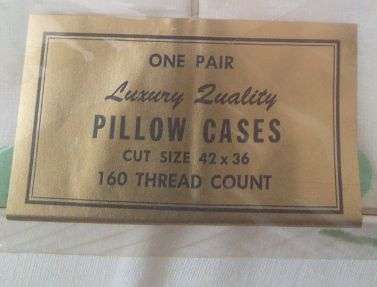 ONE PAIR
Luxury Quality
PILLOW CASES
CUT SIZE 42 x 36
160 THREAD COUNT